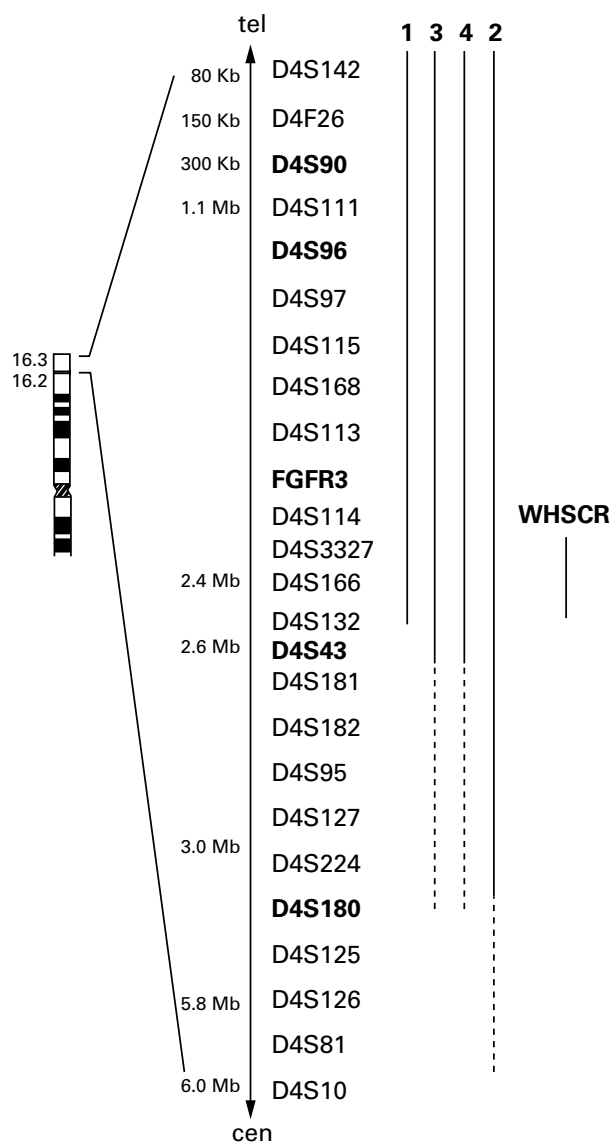 tel 1 3 4 2
80 Kb D4S142
150 Kb D4F26
300 Kb D4S90
1.1 Mb D4S111
D4S96
D4S97
D4S115
16.3
16.2 D4S168
D4S113
FGFR3
D4S114 WHSCR
D4S3327
2.4 Mb D4S166
D4S132
2.6 Mb D4S43
D4S181
D4S182
D4S95
D4S127
3.0 Mb D4S224
D4S180
D4S125
5.8 Mb D4S126
D4S81
6.0 Mb D4S10
cen